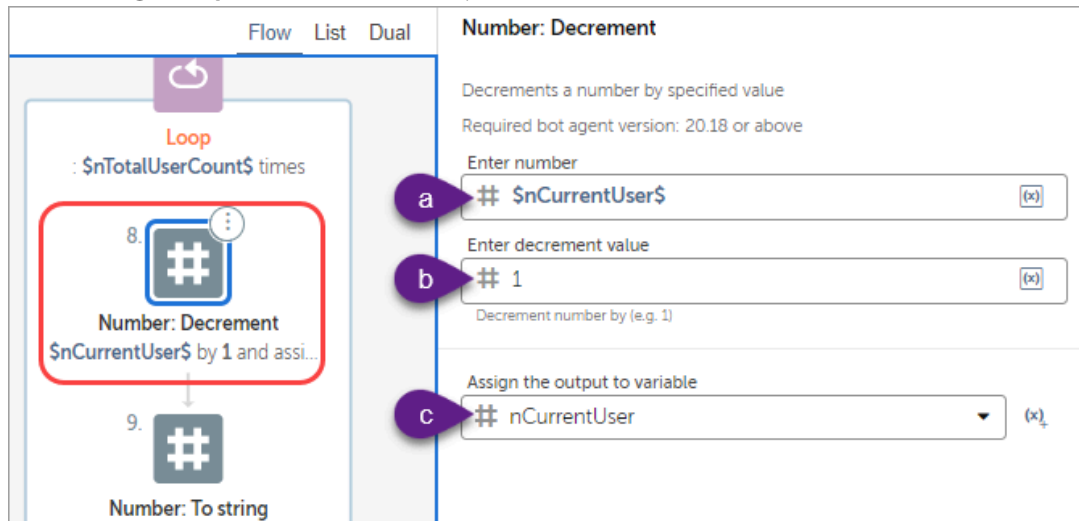 Flow List Dual
Loop
: $nTotalUserCount$ times
8.
Number: Decrement
$nCurrentUser$ by 1 and assi...
9.
Number: To string
Number: Decrement
Decrements a number by specified value
Required bot agent version: 20.18 or above
Enter number
a
$nCurrentUser$ (x)
Enter decrement value
b
1 (x)
Decrement number by (e.g. 1)
Assign the output to variable
c
nCurrentUser (x)+